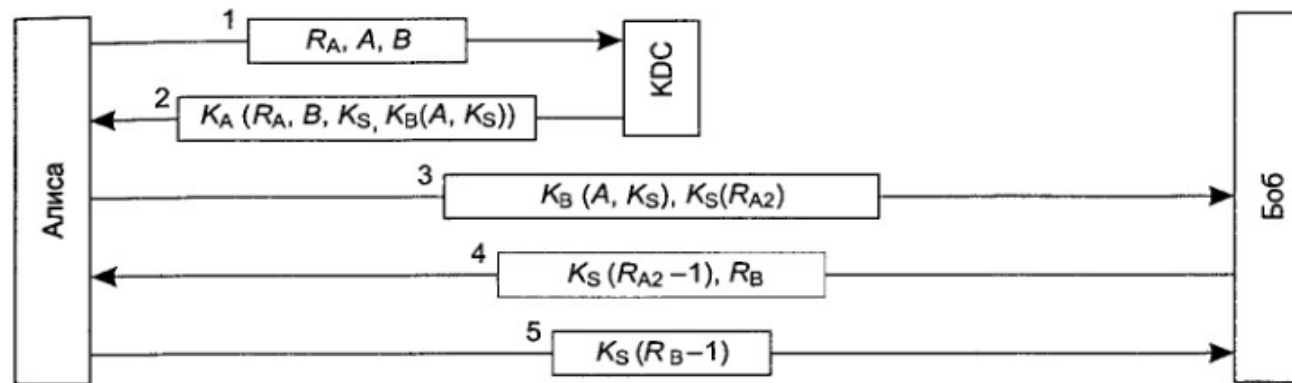 1
R_A, A, B
KDC
2
K_A (R_A, B, K_S, K_B(A, K_S))
Алиса
3
K_B (A, K_S), K_S(R_A2)
Боб
4
K_S (R_A2 –1), R_B
5
K_S (R_B–1)